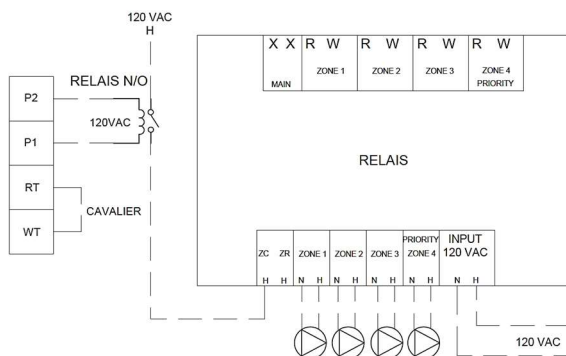 120 VAC
H
X X R W R W R W R W
MAIN ZONE 1 ZONE 2 ZONE 3 ZONE 4
PRIORITY
RELAIS N/O
P2
120VAC
P1
RT
CAVALIER
WT
RELAIS
PRIORITY INPUT
ZC ZR ZONE 1 ZONE 2 ZONE 3 ZONE 4 120 VAC
H H N H N H N H N H N H
120 VAC